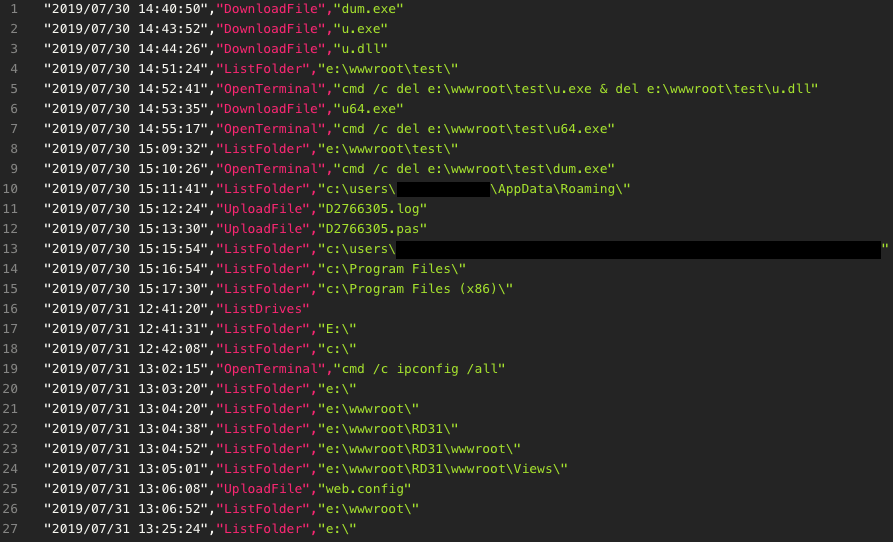 1 "2019/07/30 14:40:50","DownloadFile","dum.exe"
2 "2019/07/30 14:43:52","DownloadFile","u.exe"
3 "2019/07/30 14:44:26","DownloadFile","u.dll"
4 "2019/07/30 14:51:24","ListFolder","e:\wwwroot\test\"
5 "2019/07/30 14:52:41","OpenTerminal","cmd /c del e:\wwwroot\test\u.exe & del e:\wwwroot\test\u.dll"
6 "2019/07/30 14:53:35","DownloadFile","u64.exe"
7 "2019/07/30 14:55:17","OpenTerminal","cmd /c del e:\wwwroot\test\u64.exe"
8 "2019/07/30 15:09:32","ListFolder","e:\wwwroot\test\"
9 "2019/07/30 15:10:26","OpenTerminal","cmd /c del e:\wwwroot\test\dum.exe"
10 "2019/07/30 15:11:41","ListFolder","c:\users\ \AppData\Roaming\"
11 "2019/07/30 15:12:24","UploadFile","D2766305.log"
12 "2019/07/30 15:13:30","UploadFile","D2766305.pas"
13 "2019/07/30 15:15:54","ListFolder","c:\users\ "
14 "2019/07/30 15:16:54","ListFolder","c:\Program Files\"
15 "2019/07/30 15:17:30","ListFolder","c:\Program Files (x86)\"
16 "2019/07/31 12:41:20","ListDrives"
17 "2019/07/31 12:41:31","ListFolder","E:\"
18 "2019/07/31 12:42:08","ListFolder","c:\"
19 "2019/07/31 13:02:15","OpenTerminal","cmd /c ipconfig /all"
20 "2019/07/31 13:03:20","ListFolder","e:\"
21 "2019/07/31 13:04:20","ListFolder","e:\wwwroot\"
22 "2019/07/31 13:04:38","ListFolder","e:\wwwroot\RD31\"
23 "2019/07/31 13:04:52","ListFolder","e:\wwwroot\RD31\wwwroot\"
24 "2019/07/31 13:05:01","ListFolder","e:\wwwroot\RD31\wwwroot\Views\"
25 "2019/07/31 13:06:08","UploadFile","web.config"
26 "2019/07/31 13:06:52","ListFolder","e:\wwwroot\"
27 "2019/07/31 13:25:24","ListFolder","e:\"